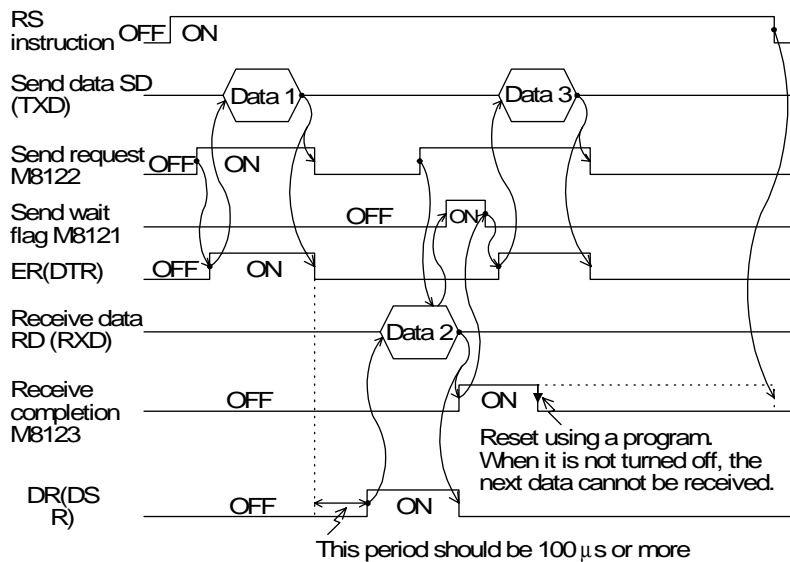 RS
instruction
OFF
ON
Send data SD
(TXD)
Data 1
Data 3
Send request
M8122
OFF
ON
Send wait
flag M8121
OFF
ON
ER(DTR)
OFF
ON
Receive data
RD (RXD)
Data 2
Receive
completion
M8123
OFF
ON
Reset using a program.
When it is not turned off, the
next data cannot be received.
DR(DS
R)
OFF
ON
This period should be 100 μs or more